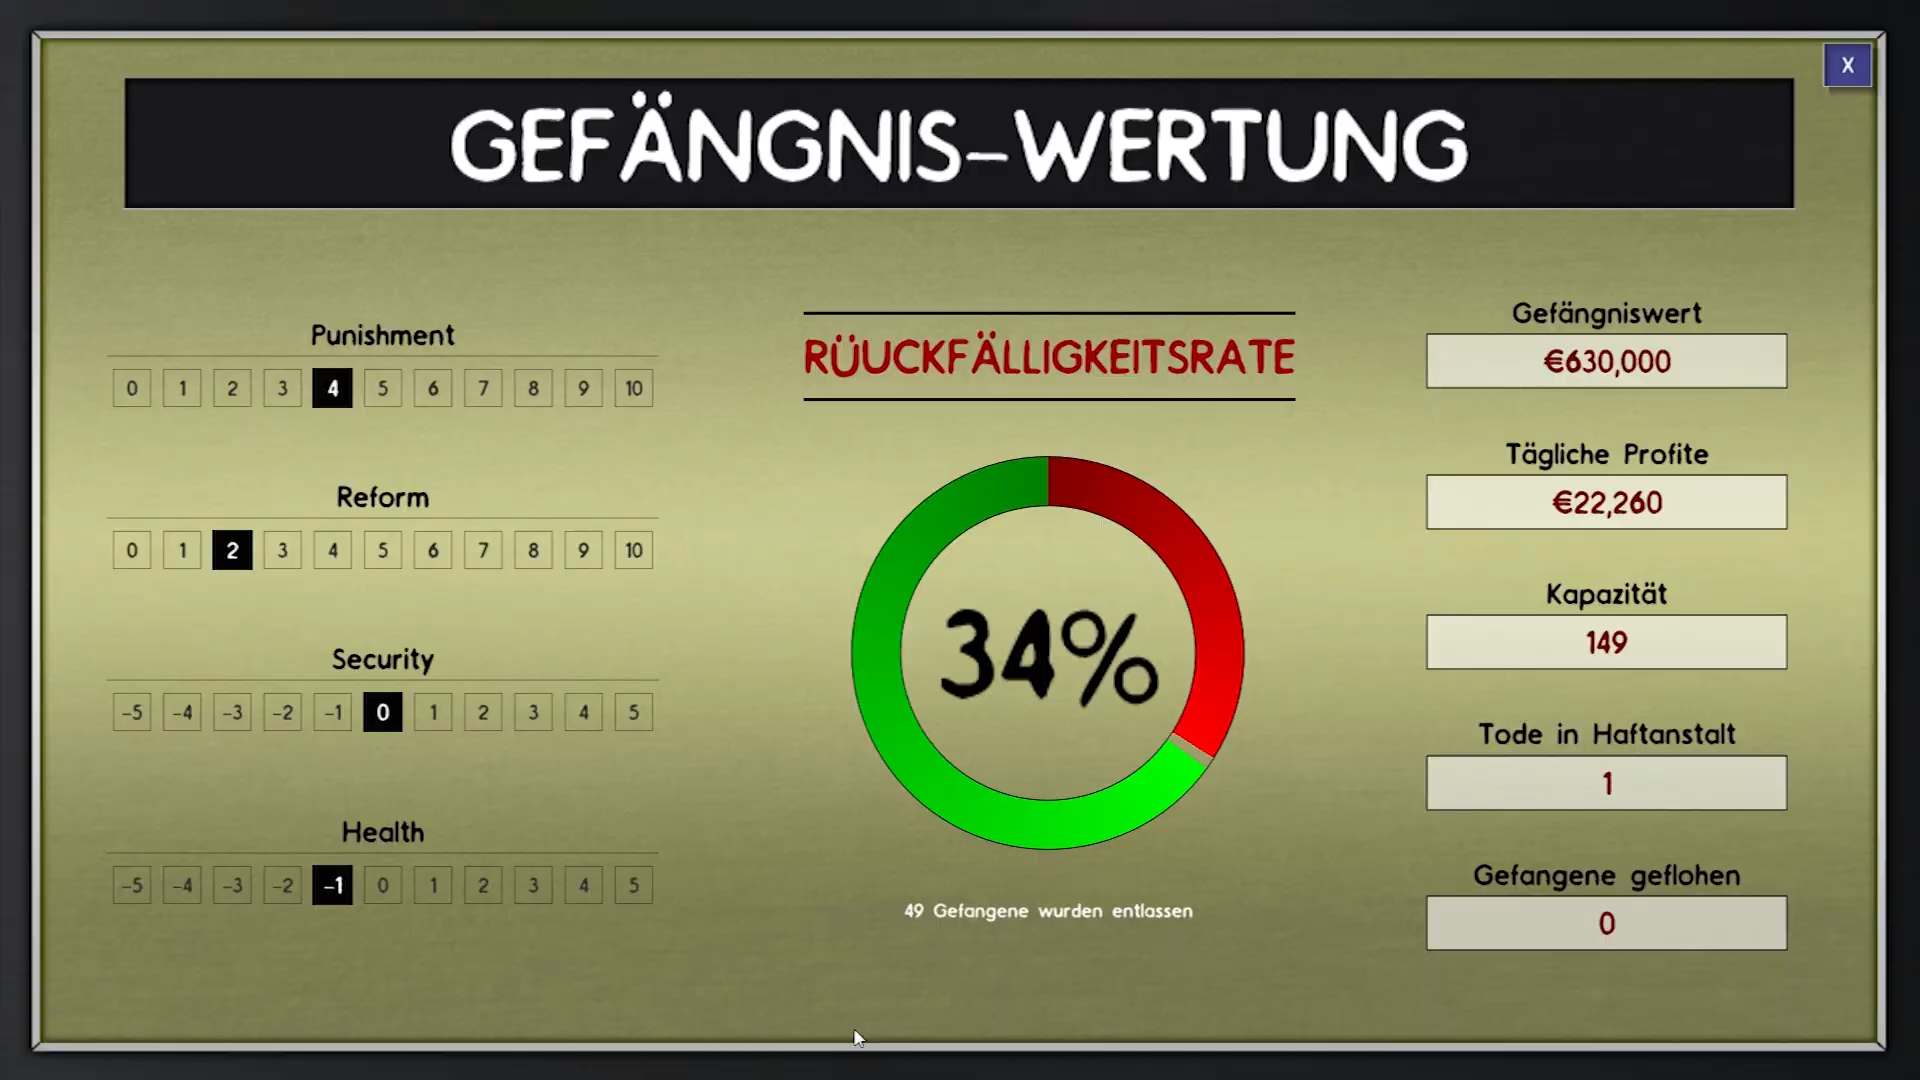 X
GEFÄNGNIS-WERTUNG
Punishment
0 1 2 3 4 5 6 7 8 9 10
Reform
0 1 2 3 4 5 6 7 8 9 10
Security
-5 -4 -3 -2 -1 0 1 2 3 4 5
Health
-5 -4 -3 -2 -1 0 1 2 3 4 5
RÜUCKFÄLLIGKEITSRATE
34%
49 Gefangene wurden entlassen
Gefängniswert
€630,000
Tägliche Profite
€22,260
Kapazität
149
Tode in Haftanstalt
1
Gefangene geflohen
0